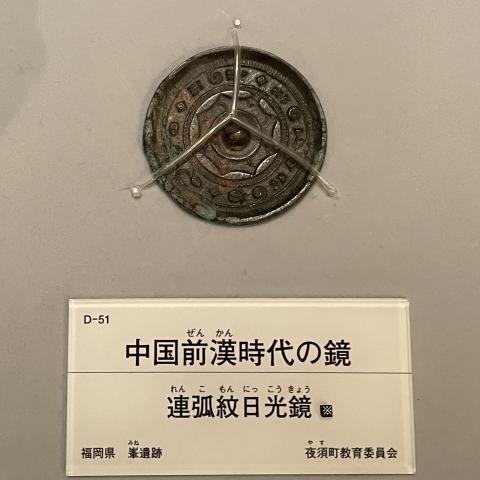 D-51
ぜん かん
中国前漢時代の鏡
れん こ もん にっ こう きょう
連弧紋日光鏡 ※
みね やす
福岡県 峯遺跡 夜須町教育委員会